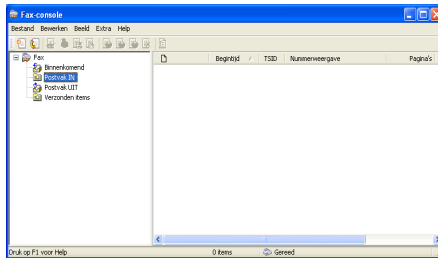 Fax-console
Bestand Bewerken Beeld Extra Help
Fax
Binnenkomend
Postvak IN
Postvak UIT
Verzonden items
Begintijd TSID Nummerweergave Pagina's
Druk op F1 voor Help 0 items Gereed